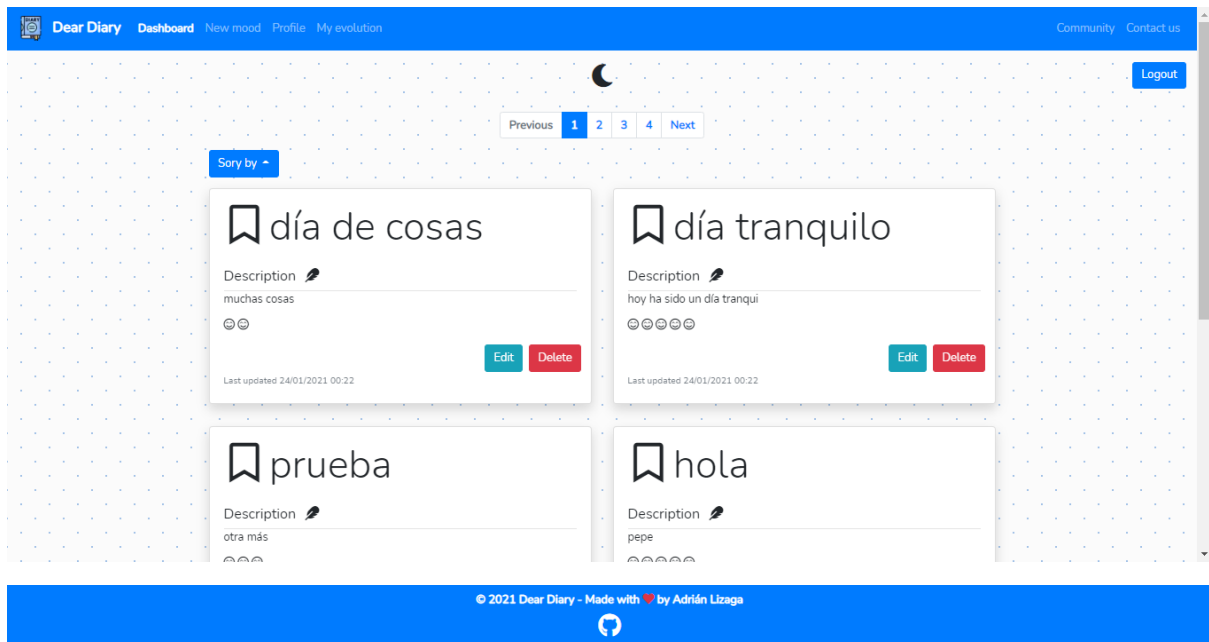 Dear Diary Dashboard New mood Profile My evolution Community Contact us
Logout
Previous 1 2 3 4 Next
Sory by
día de cosas
Description
muchas cosas
Edit Delete
Last updated 24/01/2021 00:22
día tranquilo
Description
hoy ha sido un día tranqui
Edit Delete
Last updated 24/01/2021 00:22
prueba
Description
otra más
hola
Description
pepe
© 2021 Dear Diary - Made with ❤ by Adrián Lizaga